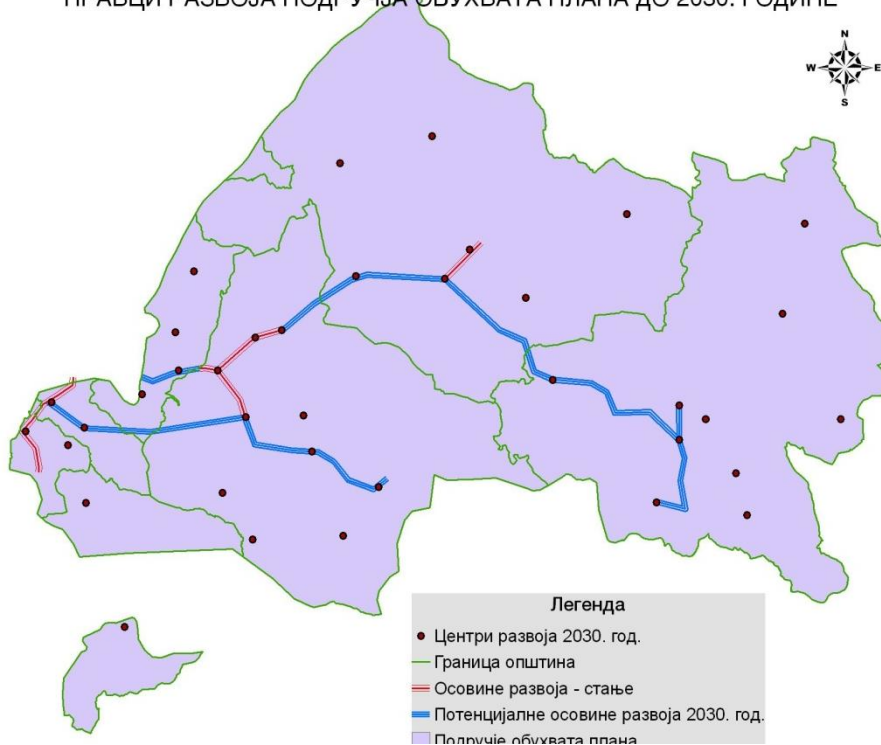 ПРАВЦИ РАЗВОЈА ПОДРУЧЈА ОБУХВАТА ПЛАНА ДО 2030. ГОДИНЕ
N
W E
S
Легенда
Центри развоја 2030. год.
Граница општина
Осовине развоја - стање
Потенцијалне осовине развоја 2030. год.
Подручје обухвата плана